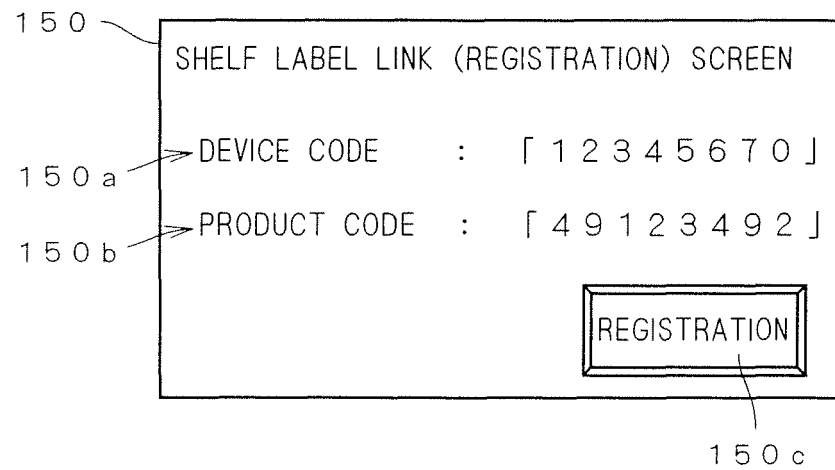 150
SHELF LABEL LINK (REGISTRATION) SCREEN
150a
DEVICE CODE : 「12345670」
150b
PRODUCT CODE : 「49123492」
REGISTRATION
150c